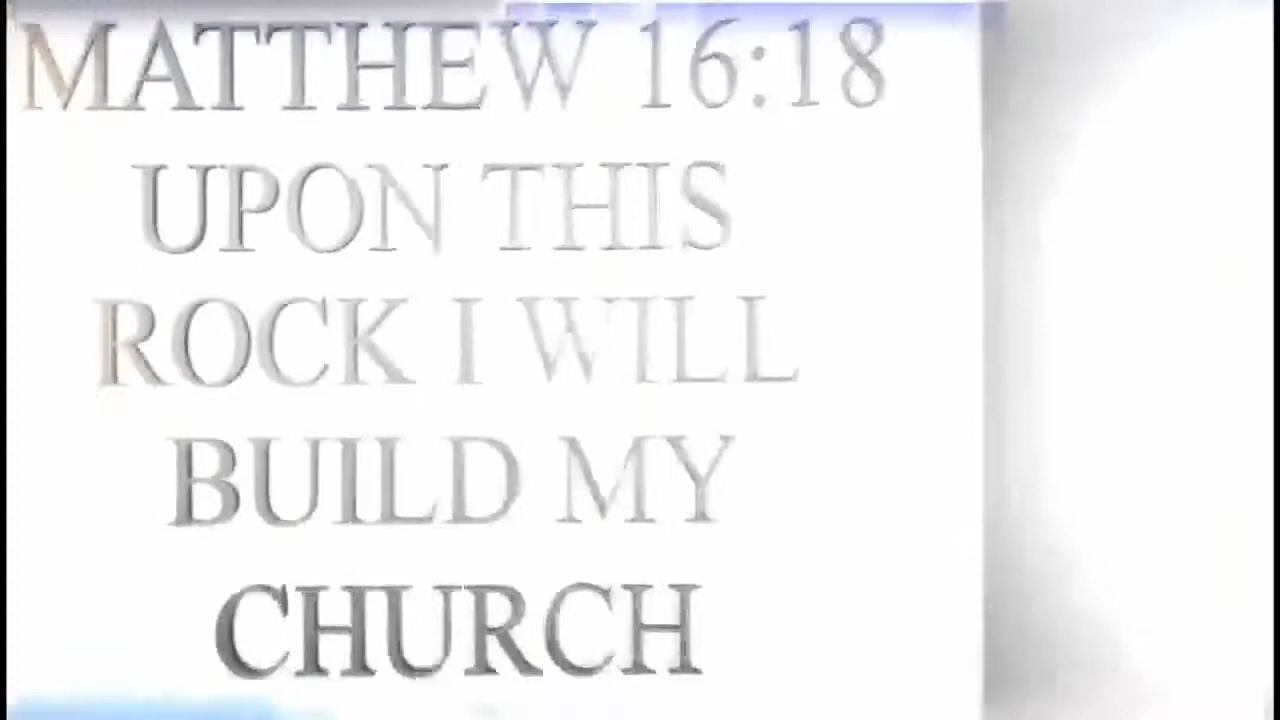 MATTHEW 16:18
UPON THIS
ROCK I WILL
BUILD MY
CHURCH